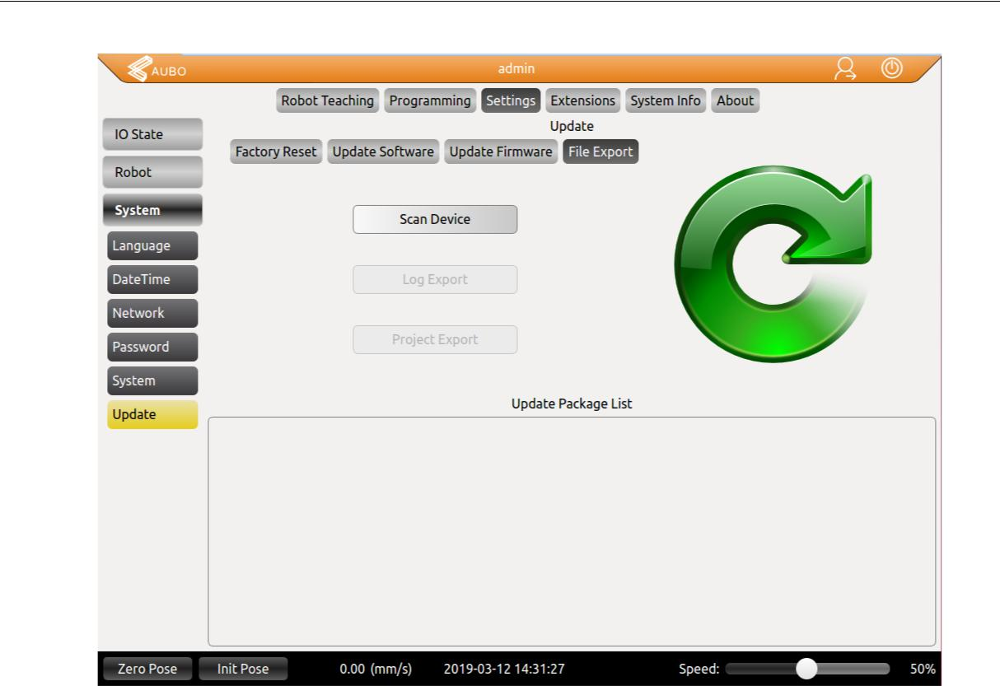 AUBO admin
Robot Teaching Programming Settings Extensions System Info About
Update
Factory Reset Update Software Update Firmware File Export
IO State
Robot
System
Language
DateTime
Network
Password
System
Update
Scan Device
Log Export
Project Export
Update Package List
Zero Pose Init Pose 0.00 (mm/s) 2019-03-12 14:31:27 Speed: 50%